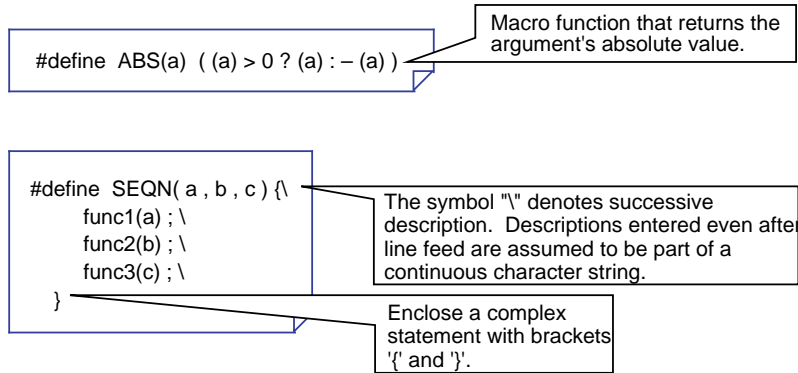 Macro function that returns the
argument's absolute value.
#define ABS(a) ( (a) > 0 ? (a) : – (a) )
#define SEQN( a , b , c ) {\
func1(a) ; \
func2(b) ; \
func3(c) ; \
}
The symbol "\" denotes successive
description. Descriptions entered even after
line feed are assumed to be part of a
continuous character string.
Enclose a complex
statement with brackets
'{' and '}'.